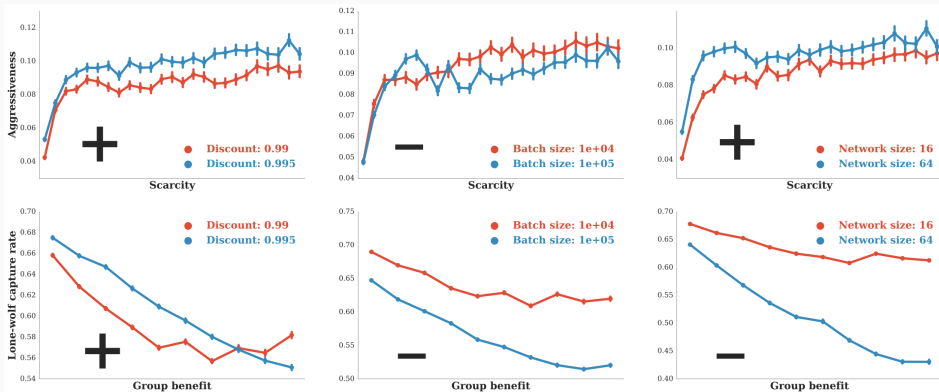 Aggressiveness
0.12
0.10
0.08
0.06
0.04
Discount: 0.99
Discount: 0.995
Scarcity
0.12
0.11
0.10
0.09
0.08
0.07
0.06
0.05
0.04
Batch size: 1e+04
Batch size: 1e+05
Scarcity
0.10
0.08
0.06
0.04
Network size: 16
Network size: 64
Scarcity
Lone-wolf capture rate
0.70
0.68
0.66
0.64
0.62
0.60
0.58
0.56
0.54
Discount: 0.99
Discount: 0.995
Group benefit
0.75
0.70
0.65
0.60
0.55
0.50
Batch size: 1e+04
Batch size: 1e+05
Group benefit
0.70
0.65
0.60
0.55
0.50
0.45
0.40
Network size: 16
Network size: 64
Group benefit